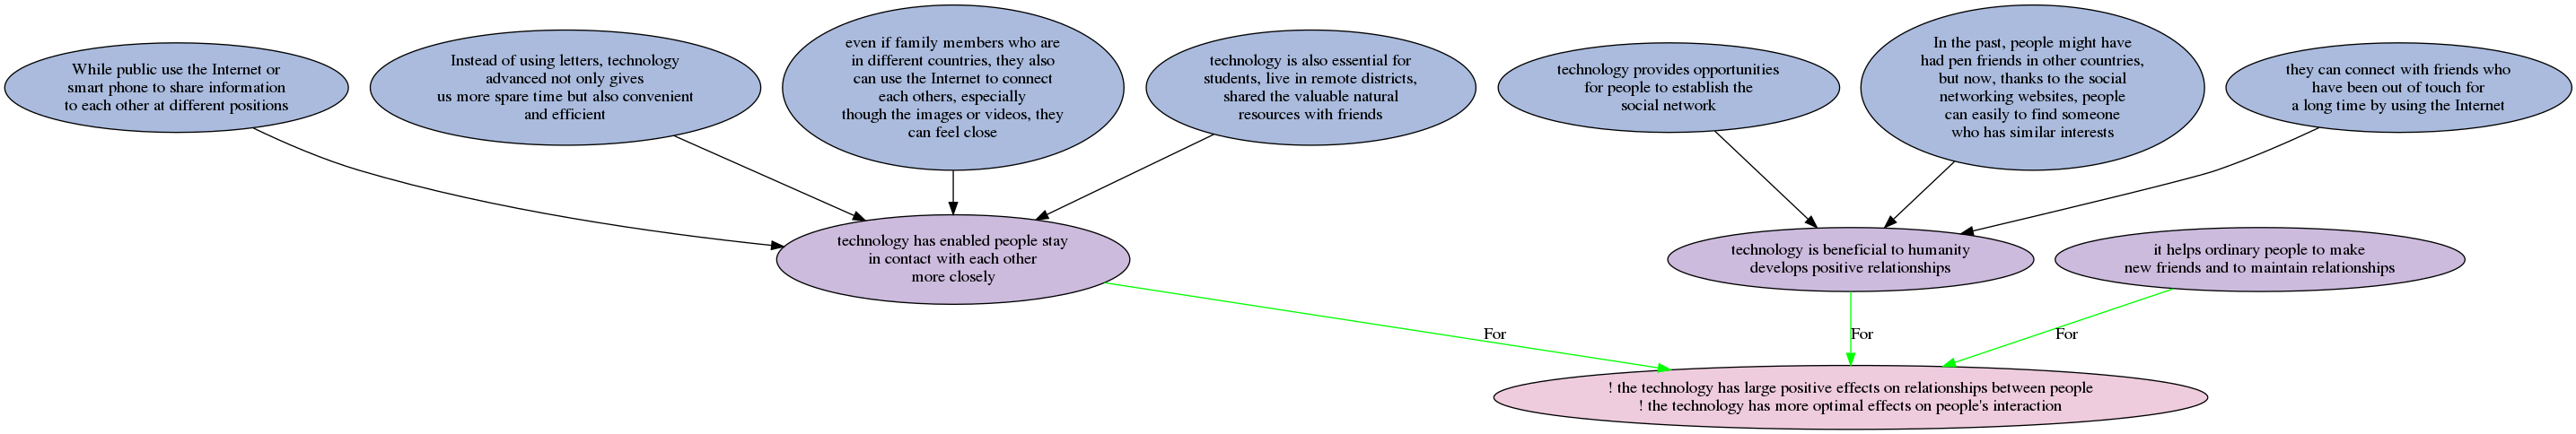 While public use the Internet or
smart phone to share information
to each other at different positions
Instead of using letters, technology
advanced not only gives
us more spare time but also convenient
and efficient
even if family members who are
in different countries, they also
can use the Internet to connect
each others, especially
though the images or videos, they
can feel close
technology is also essential for
students, live in remote districts,
shared the valuable natural
resources with friends
technology provides opportunities
for people to establish the
social network
In the past, people might have
had pen friends in other countries,
but now, thanks to the social
networking websites, people
can easily to find someone
who has similar interests
they can connect with friends who
have been out of touch for
a long time by using the Internet
technology has enabled people stay
in contact with each other
more closely
technology is beneficial to humanity
develops positive relationships
it helps ordinary people to make
new friends and to maintain relationships
For
For
For
! the technology has large positive effects on relationships between people
! the technology has more optimal effects on people's interaction